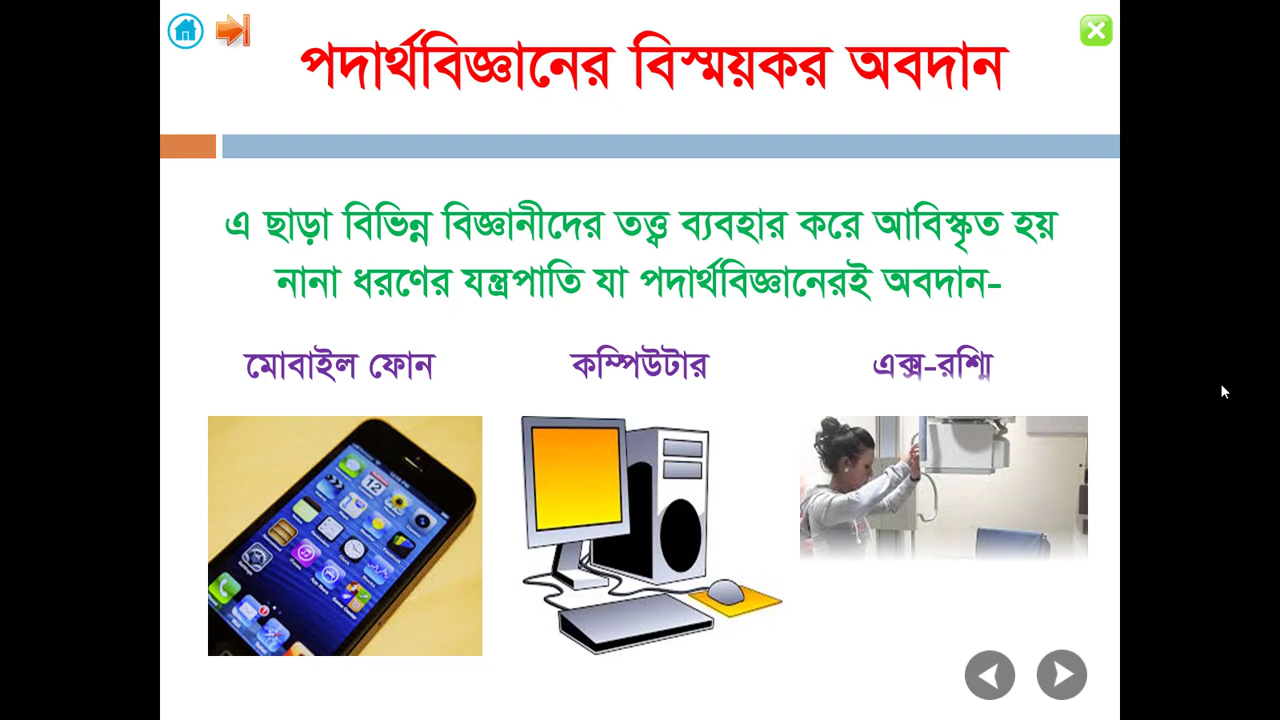 পদার্থবিজ্ঞানের বিস্ময়কর অবদান
এ ছাড়া বিভিন্ন বিজ্ঞানীদের তত্ত্ব ব্যবহার করে আবিস্কৃত হয়
নানা ধরণের যন্ত্রপাতি যা পদার্থবিজ্ঞানেরই অবদান-
মোবাইল ফোন
কম্পিউটার
এক্স-রশ্মি